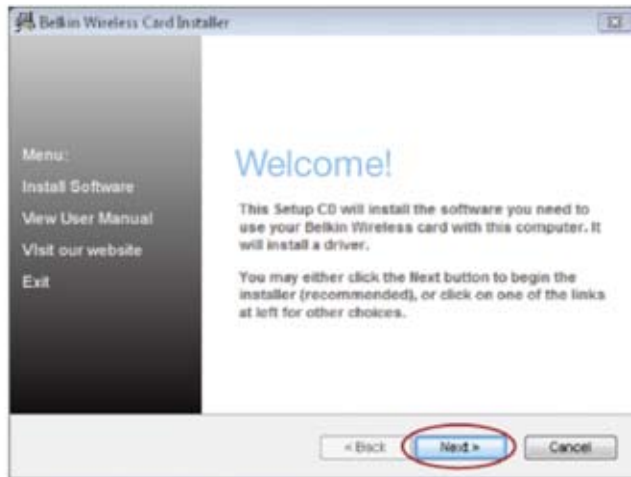 Belkin Wireless Card Installer
Menu:
Install Software
View User Manual
Visit our website
Exit
Welcome!
This Setup CD will install the software you need to
use your Belkin Wireless card with this computer. It
will install a driver.
You may either click the Next button to begin the
installer (recommended), or click on one of the links
at left for other choices.
< Back
Next >
Cancel